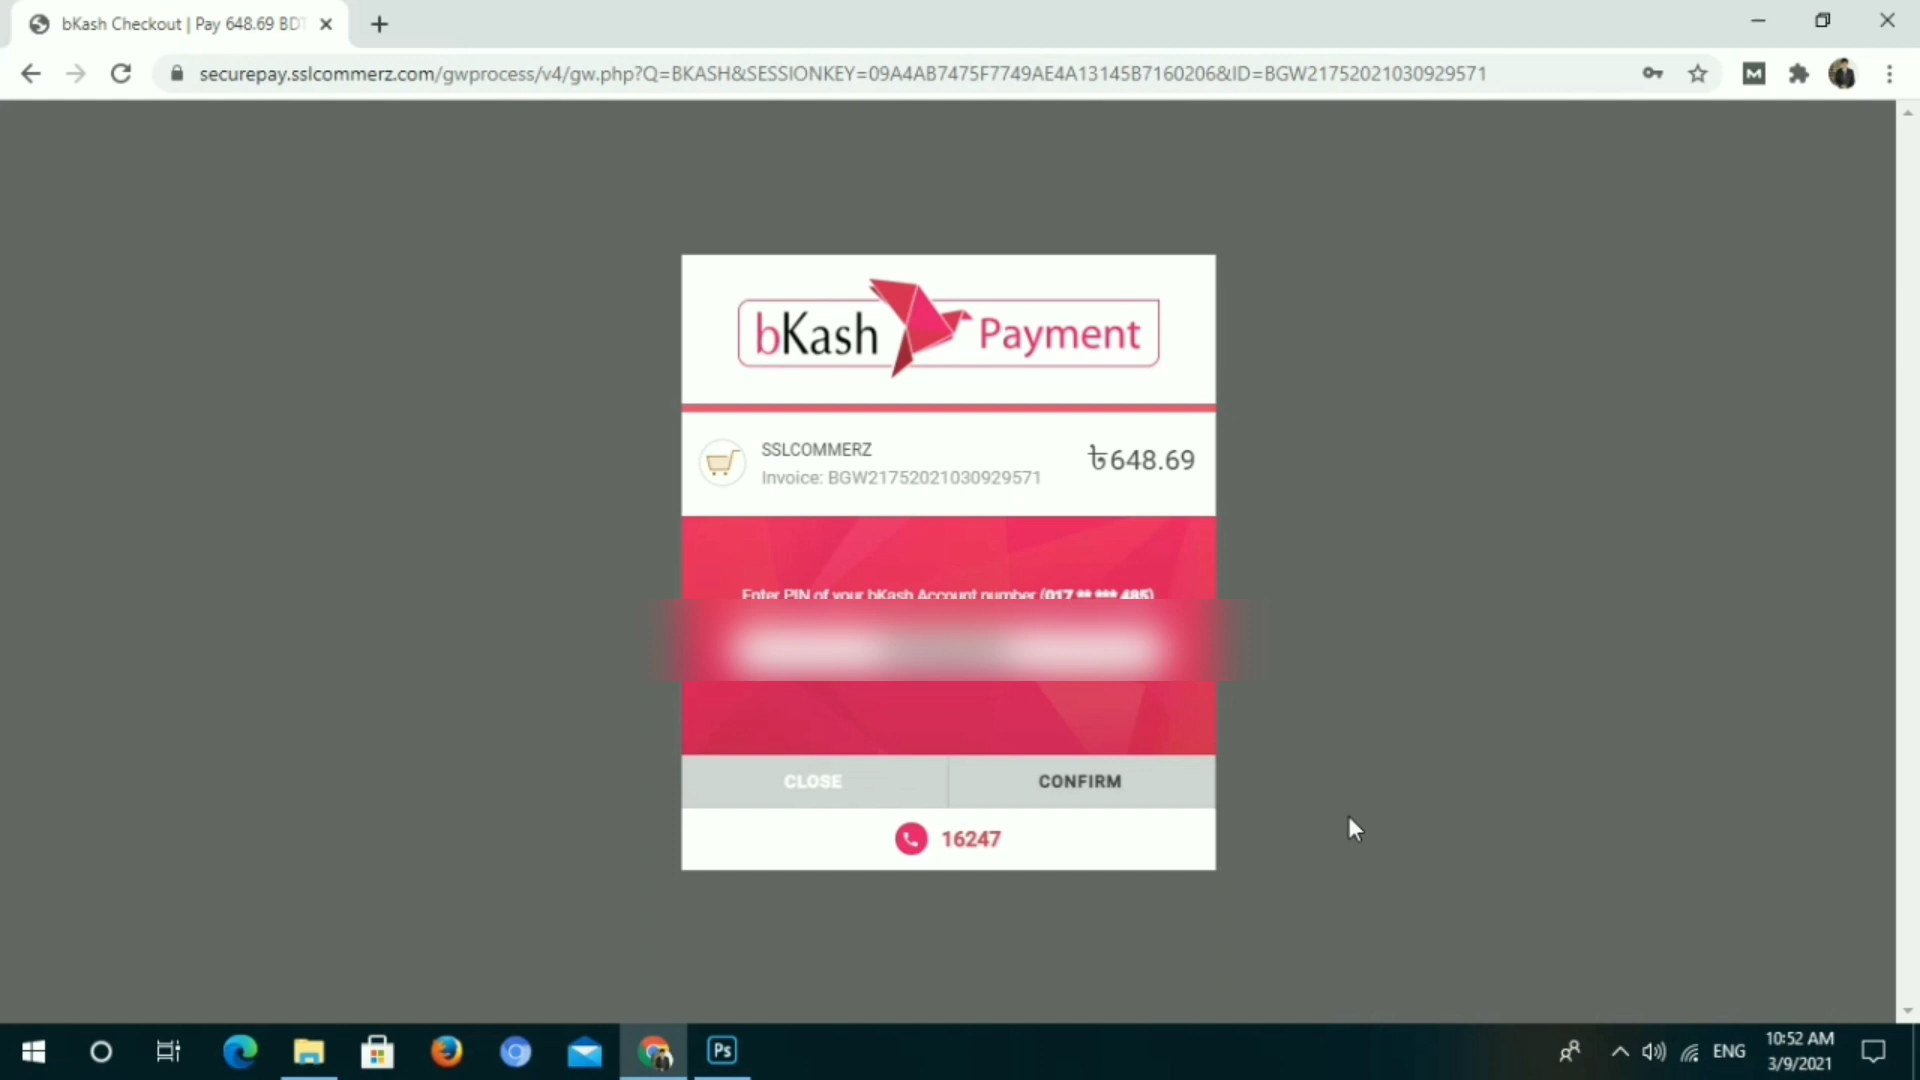 bKash Checkout | Pay 648.69 BDT
securepay.sslcommerz.com/gwprocess/v4/gw.php?Q=BKASH&SESSIONKEY=09A4AB7475F7749AE4A13145B7160206&ID=BGW21752021030929571
bKash Payment
SSLCOMMERZ
৳648.69
Invoice: BGW21752021030929571
Enter PIN of your bKash Account number (017 ** *** 485)
CLOSE
CONFIRM
16247
Ps
ENG
10:52 AM
3/9/2021